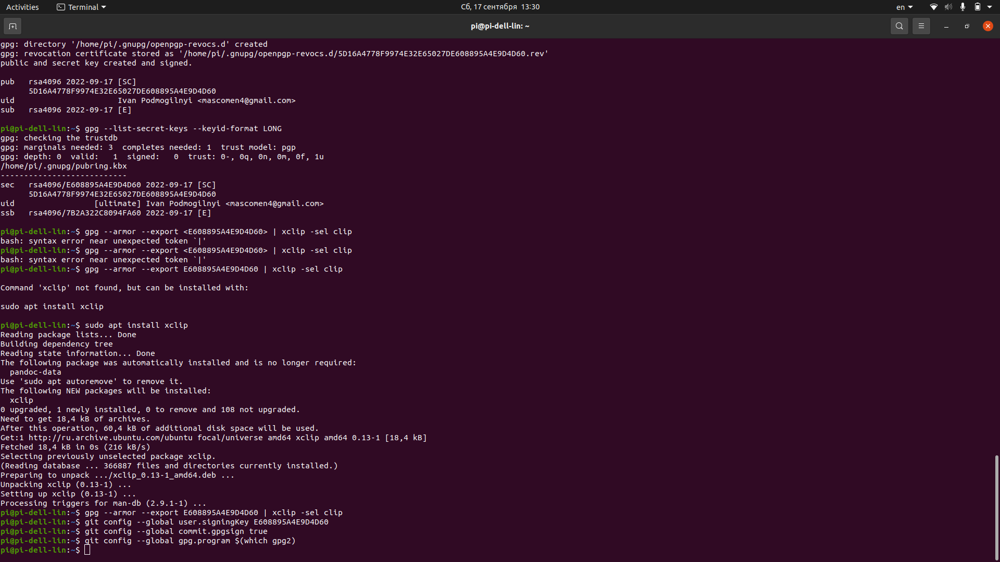 Activities
Terminal
Сб, 17 сентября  13:30
en
pi@pi-dell-lin: ~
gpg: directory '/home/pi/.gnupg/openpgp-revocs.d' created
gpg: revocation certificate stored as '/home/pi/.gnupg/openpgp-revocs.d/5D16A4778F9974E32E65027DE608895A4E9D4D60.rev'
public and secret key created and signed.
pub   rsa4096 2022-09-17 [SC]
      5D16A4778F9974E32E65027DE608895A4E9D4D60
uid                      Ivan Podmogilnyi <mascomen4@gmail.com>
sub   rsa4096 2022-09-17 [E]
pi@pi-dell-lin:~$ gpg --list-secret-keys --keyid-format LONG
gpg: checking the trustdb
gpg: marginals needed: 3  completes needed: 1  trust model: pgp
gpg: depth: 0  valid:   1  signed:   0  trust: 0-, 0q, 0n, 0m, 0f, 1u
/home/pi/.gnupg/pubring.kbx
---------------------------
sec   rsa4096/E608895A4E9D4D60 2022-09-17 [SC]
      5D16A4778F9974E32E65027DE608895A4E9D4D60
uid                 [ultimate] Ivan Podmogilnyi <mascomen4@gmail.com>
ssb   rsa4096/7B2A322C8094FA60 2022-09-17 [E]
pi@pi-dell-lin:~$ gpg --armor --export <E608895A4E9D4D60> | xclip -sel clip
bash: syntax error near unexpected token `|'
pi@pi-dell-lin:~$ gpg --armor --export <E608895A4E9D4D60> | xclip -sel clip
bash: syntax error near unexpected token `|'
pi@pi-dell-lin:~$ gpg --armor --export E608895A4E9D4D60 | xclip -sel clip
Command 'xclip' not found, but can be installed with:
sudo apt install xclip
pi@pi-dell-lin:~$ sudo apt install xclip
Reading package lists... Done
Building dependency tree
Reading state information... Done
The following package was automatically installed and is no longer required:
  pandoc-data
Use 'sudo apt autoremove' to remove it.
The following NEW packages will be installed:
  xclip
0 upgraded, 1 newly installed, 0 to remove and 108 not upgraded.
Need to get 18,4 kB of archives.
After this operation, 60,4 kB of additional disk space will be used.
Get:1 http://ru.archive.ubuntu.com/ubuntu focal/universe amd64 xclip amd64 0.13-1 [18,4 kB]
Fetched 18,4 kB in 0s (216 kB/s)
Selecting previously unselected package xclip.
(Reading database ... 366887 files and directories currently installed.)
Preparing to unpack .../xclip_0.13-1_amd64.deb ...
Unpacking xclip (0.13-1) ...
Setting up xclip (0.13-1) ...
Processing triggers for man-db (2.9.1-1) ...
pi@pi-dell-lin:~$ gpg --armor --export E608895A4E9D4D60 | xclip -sel clip
pi@pi-dell-lin:~$ git config --global user.signingKey E608895A4E9D4D60
pi@pi-dell-lin:~$ git config --global commit.gpgsign true
pi@pi-dell-lin:~$ git config --global gpg.program $(which gpg2)
pi@pi-dell-lin:~$